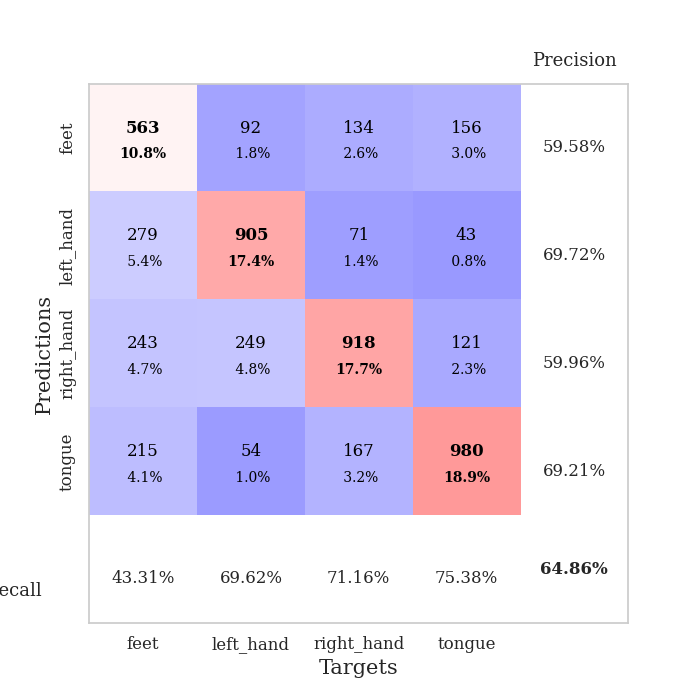 Precision
feet
563 92 134 156
10.8% 1.8% 2.6% 3.0%
59.58%
left_hand
279 905 71 43
5.4% 17.4% 1.4% 0.8%
69.72%
Predictions
right_hand
243 249 918 121
4.7% 4.8% 17.7% 2.3%
59.96%
tongue
215 54 167 980
4.1% 1.0% 3.2% 18.9%
69.21%
ecall
43.31% 69.62% 71.16% 75.38% 64.86%
feet left_hand right_hand tongue
Targets